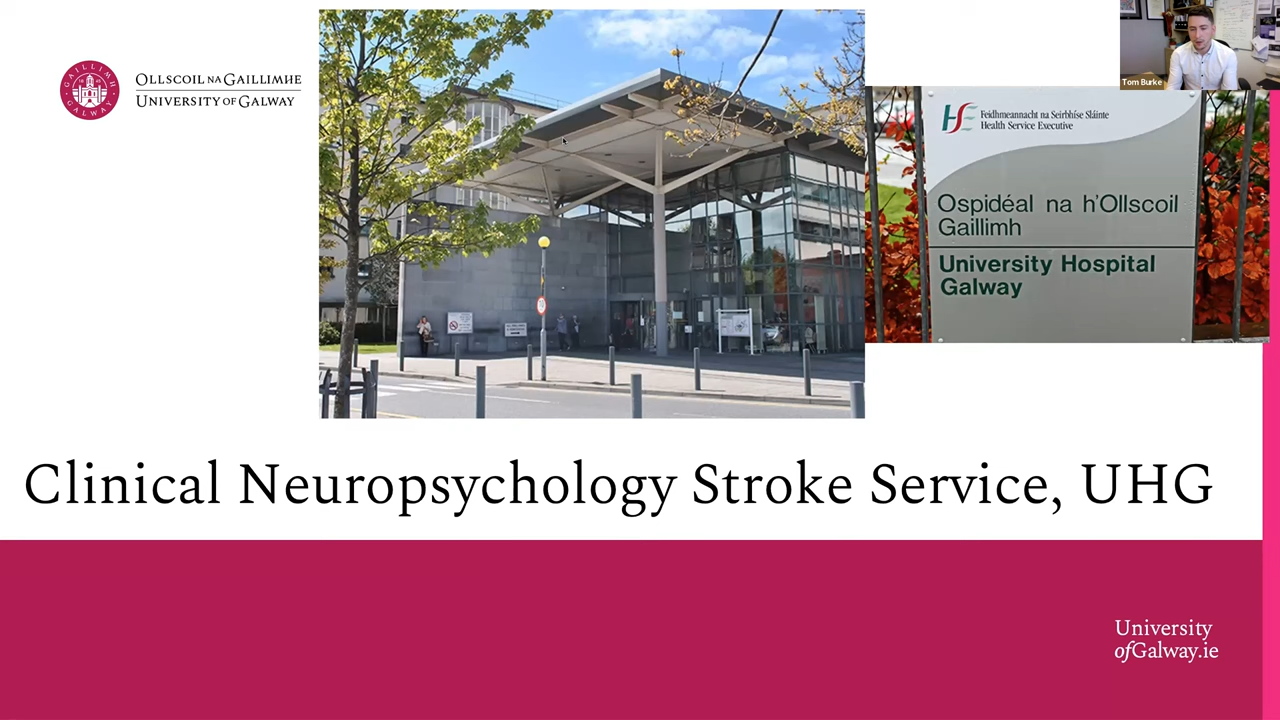 OLLSCOIL NA GAILLIMHE
UNIVERSITY OF GALWAY
Tom Burke
Feidhmeannacht na Seirbhíse Sláinte
Health Service Executive
Ospidéal na h'Ollscoil
Gaillimh
University Hospital
Galway
Clinical Neuropsychology Stroke Service, UHG
University
ofGalway.ie